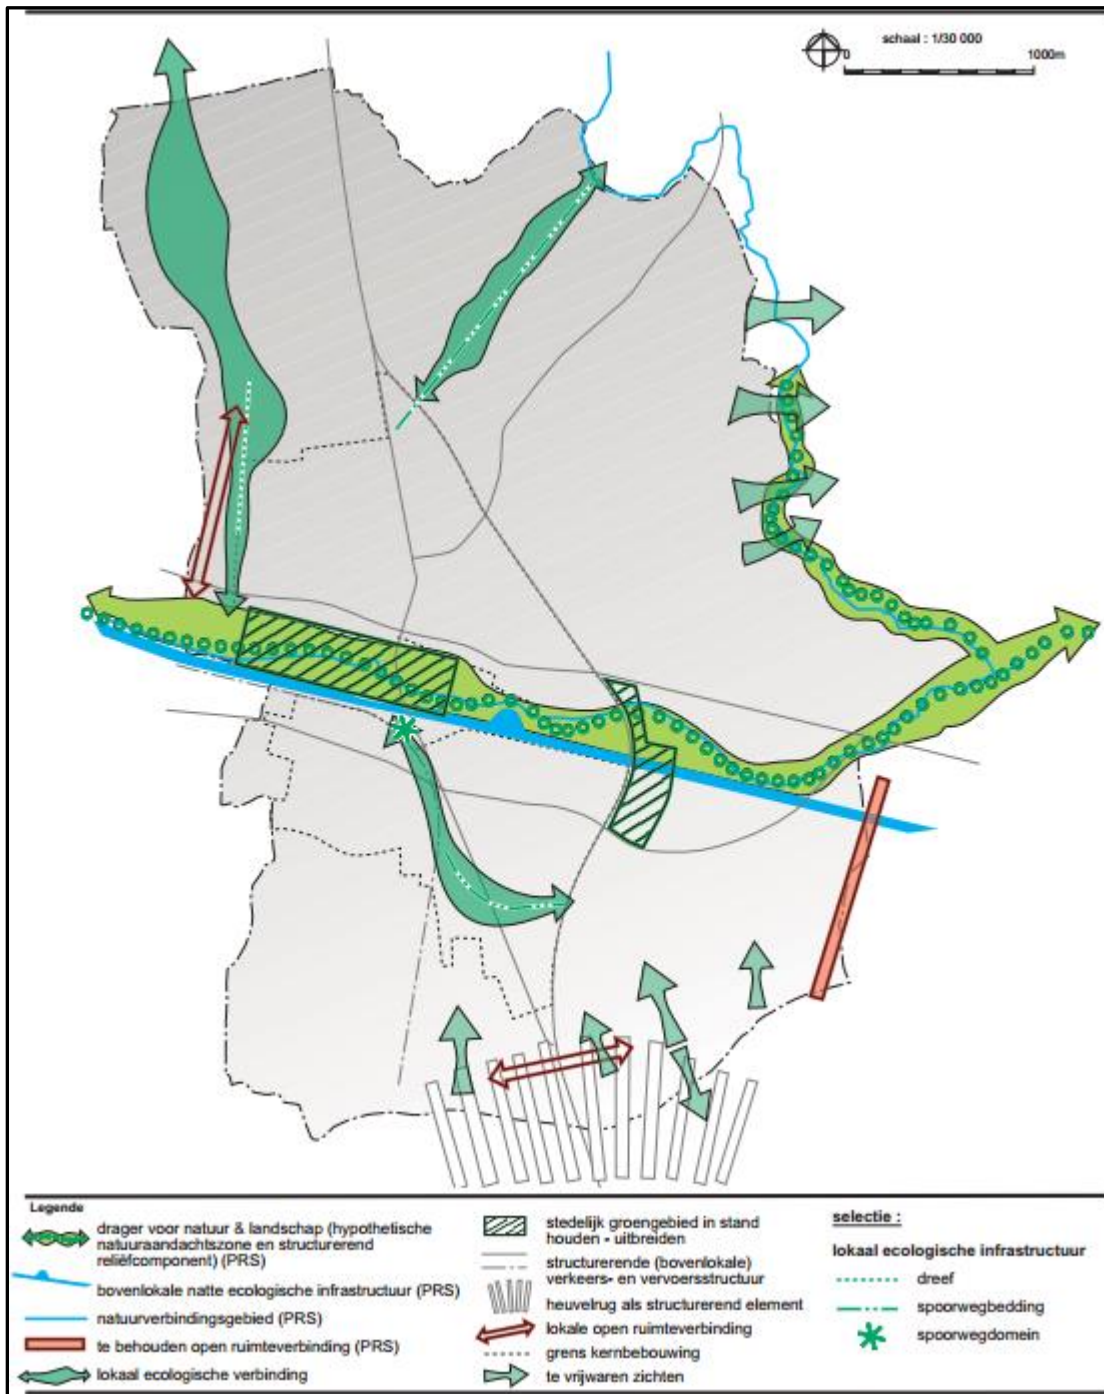 schaal : 1/30 000
0
1000m
Legende
drager voor natuur & landschap (hypothetische
natuuraandachtszone en structurerend
reliëfcomponent) (PRS)
bovenlokale natte ecologische infrastructuur (PRS)
natuurverbindingsgebied (PRS)
te behouden open ruimteverbinding (PRS)
lokaal ecologische verbinding
stedelijk groengebied in stand
houden - uitbreiden
structurerende (bovenlokale)
verkeers- en vervoersstructuur
heuvelrug als structurerend element
lokale open ruimteverbinding
grens kernbebouwing
te vrijwaren zichten
selectie :
lokaal ecologische infrastructuur
dreef
spoorwegbedding
spoorwegdomein